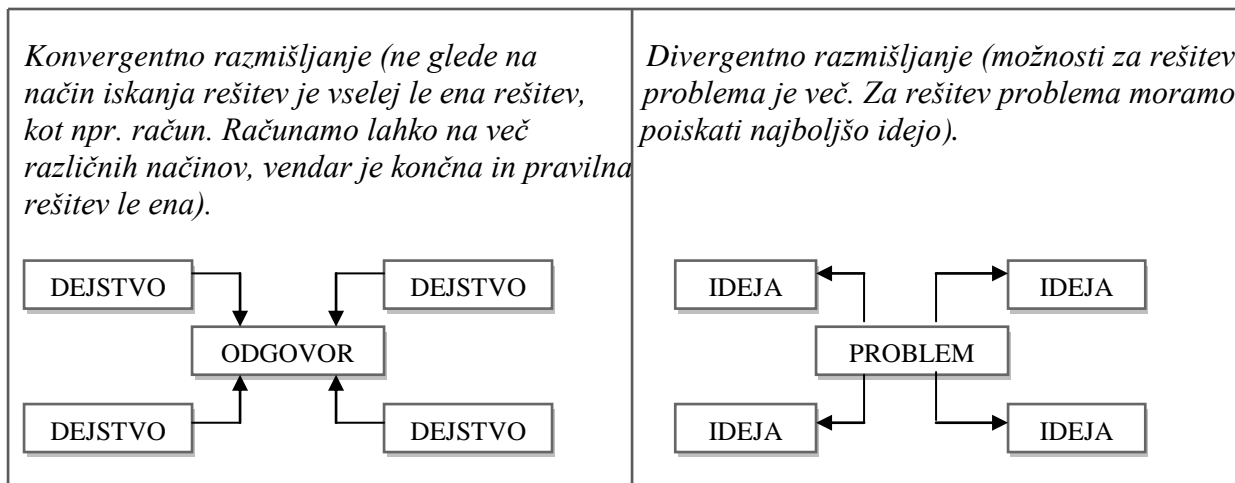 Konvergentno razmišljanje (ne glede na
način iskanja rešitev je vselej le ena rešitev,
kot npr. račun. Računamo lahko na več
različnih načinov, vendar je končna in pravilna
rešitev le ena).
DEJSTVO
DEJSTVO
ODGOVOR
DEJSTVO
DEJSTVO
Divergentno razmišljanje (možnosti za rešitev
problema je več. Za rešitev problema moramo
poiskati najboljšo idejo).
IDEJA
IDEJA
PROBLEM
IDEJA
IDEJA